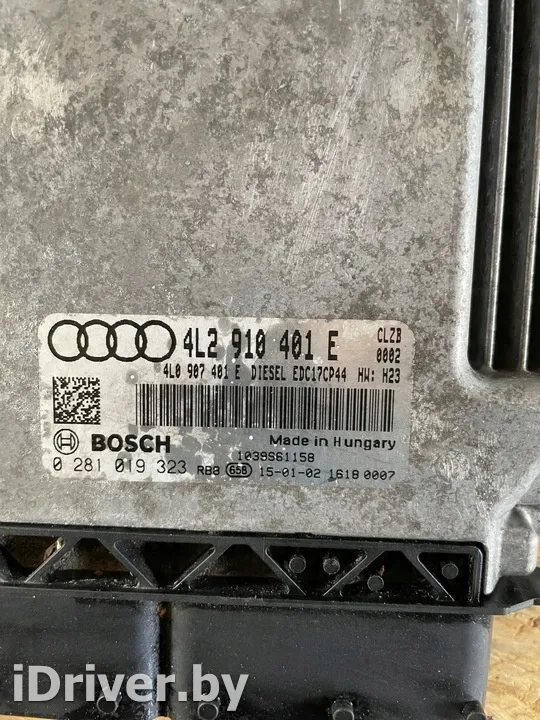 4L2 910 401 E
CLZB
0002
4L0 907 401 E DIESEL EDC17CP44 HW: H23
BOSCH
Made in Hungary
1039S61158
0 281 019 323
RB8 658 15-01-02 1618 0007
iDriver.by